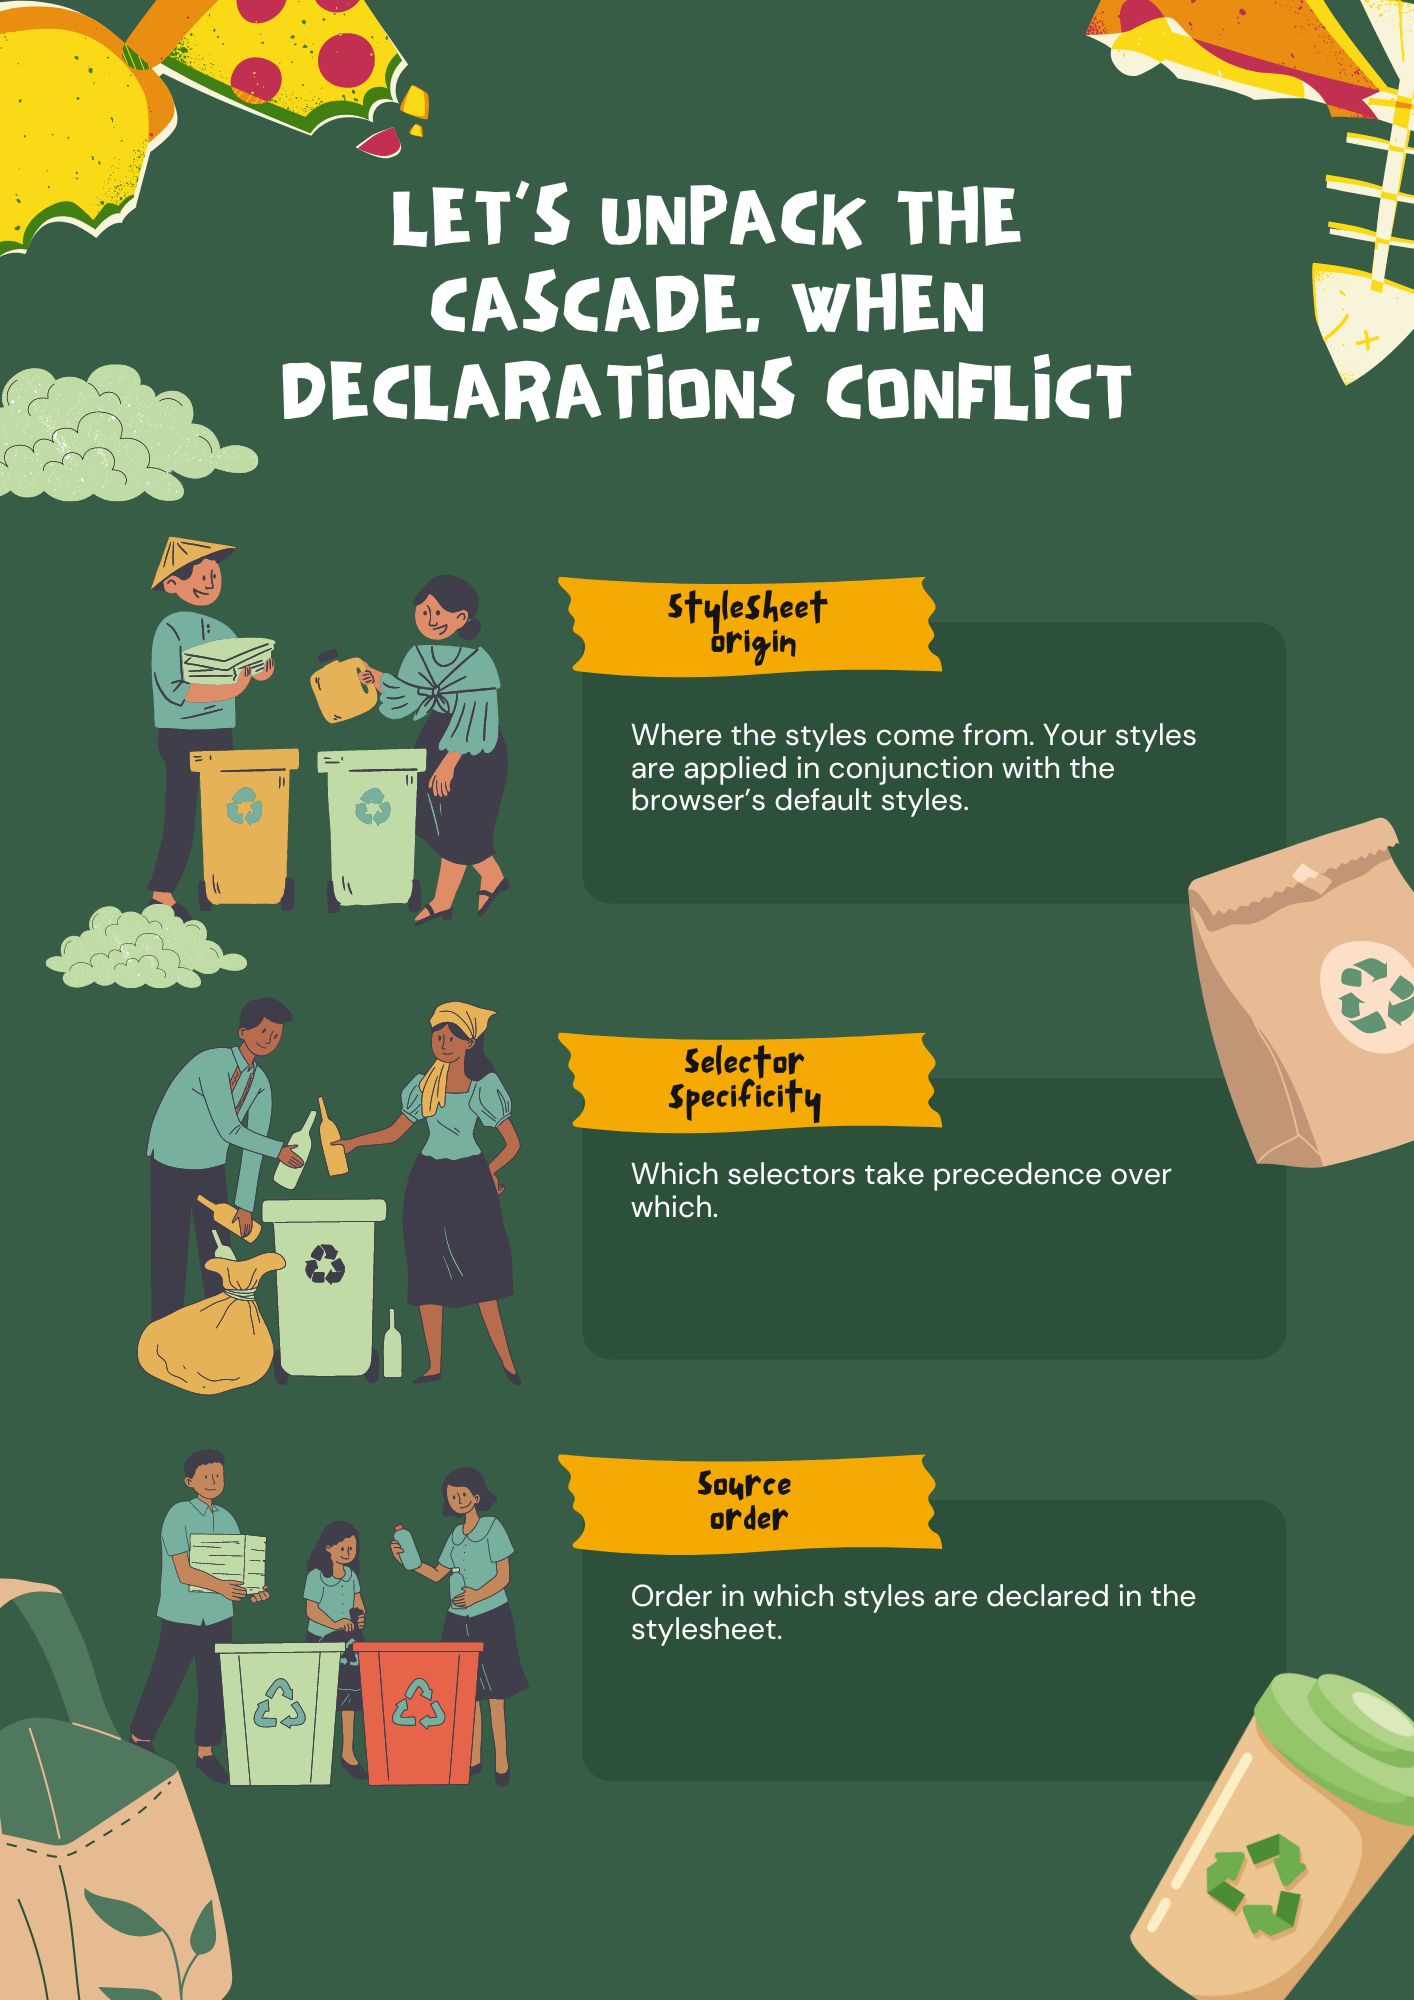 LET'S UNPACK THE
CASCADE. WHEN
DECLARATIONS CONFLICT
Stylesheet
origin
Where the styles come from. Your styles
are applied in conjunction with the
browser's default styles.
Selector
Specificity
Which selectors take precedence over
which.
Source
order
Order in which styles are declared in the
stylesheet.